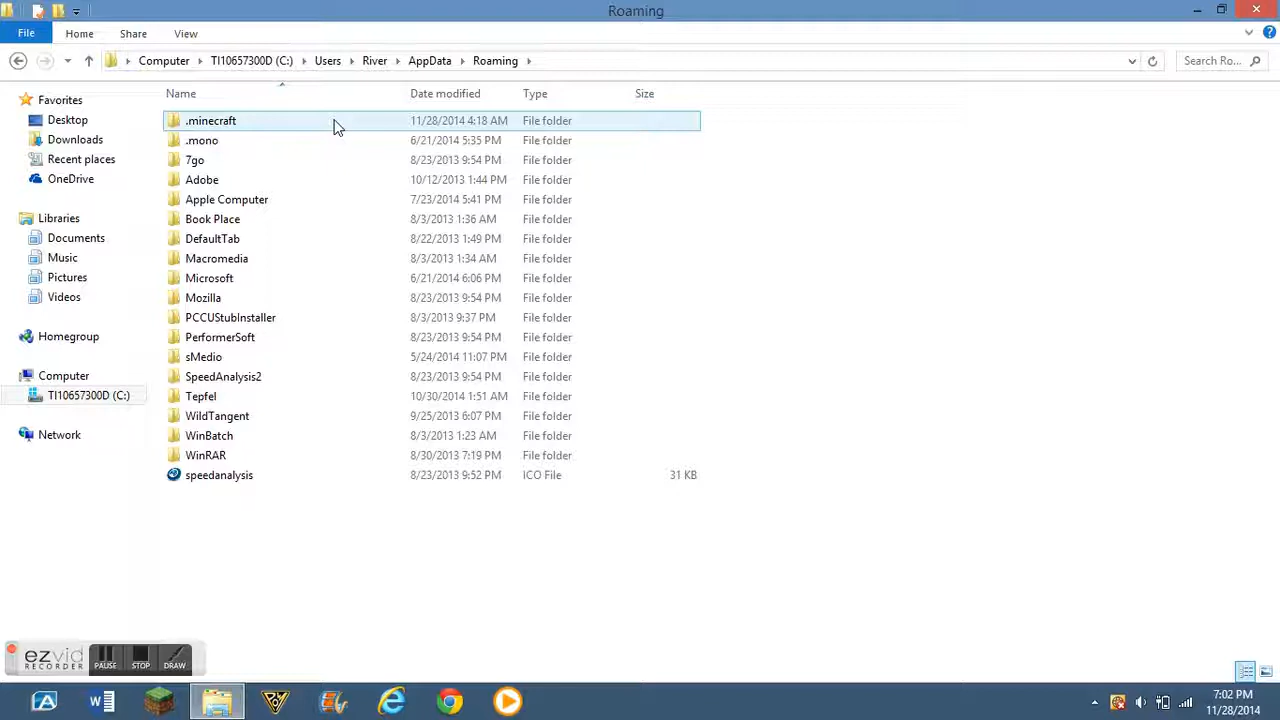 Roaming
File Home Share View
Computer TI10657300D (C:) Users River AppData Roaming Search Ro...
Name Date modified Type Size
Favorites
Desktop
Downloads
Recent places
OneDrive
Libraries
Documents
Music
Pictures
Videos
Homegroup
Computer
TI10657300D (C:)
Network
.minecraft 11/28/2014 4:18 AM File folder
.mono 6/21/2014 5:35 PM File folder
7go 8/23/2013 9:54 PM File folder
Adobe 10/12/2013 1:44 PM File folder
Apple Computer 7/23/2014 5:41 PM File folder
Book Place 8/3/2013 1:36 AM File folder
DefaultTab 8/22/2013 1:49 PM File folder
Macromedia 8/3/2013 1:34 AM File folder
Microsoft 6/21/2014 6:06 PM File folder
Mozilla 8/23/2013 9:54 PM File folder
PCCUStubInstaller 8/3/2013 9:37 PM File folder
PerformerSoft 8/23/2013 9:54 PM File folder
sMedio 5/24/2014 11:07 PM File folder
SpeedAnalysis2 8/23/2013 9:54 PM File folder
Tepfel 10/30/2014 1:51 AM File folder
WildTangent 9/25/2013 6:07 PM File folder
WinBatch 8/3/2013 1:23 AM File folder
WinRAR 8/30/2013 7:19 PM File folder
speedanalysis 8/23/2013 9:52 PM ICO File 31 KB
ezvid
RECORDER
PAUSE STOP DRAW
7:02 PM
11/28/2014